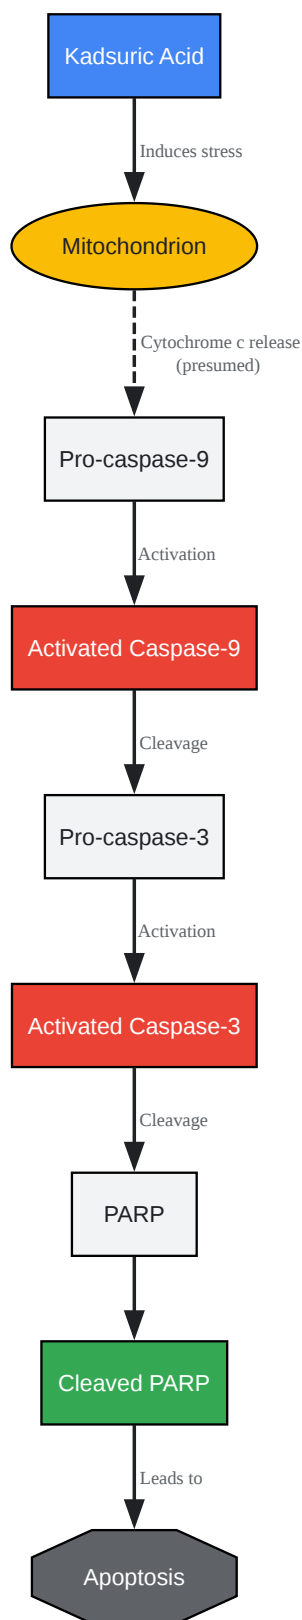 Kadsuric Acid
Induces stress
Mitochondrion
Cytochrome c release
(presumed)
Pro-caspase-9
Activation
Activated Caspase-9
Cleavage
Pro-caspase-3
Activation
Activated Caspase-3
Cleavage
PARP
Cleaved PARP
Leads to
Apoptosis